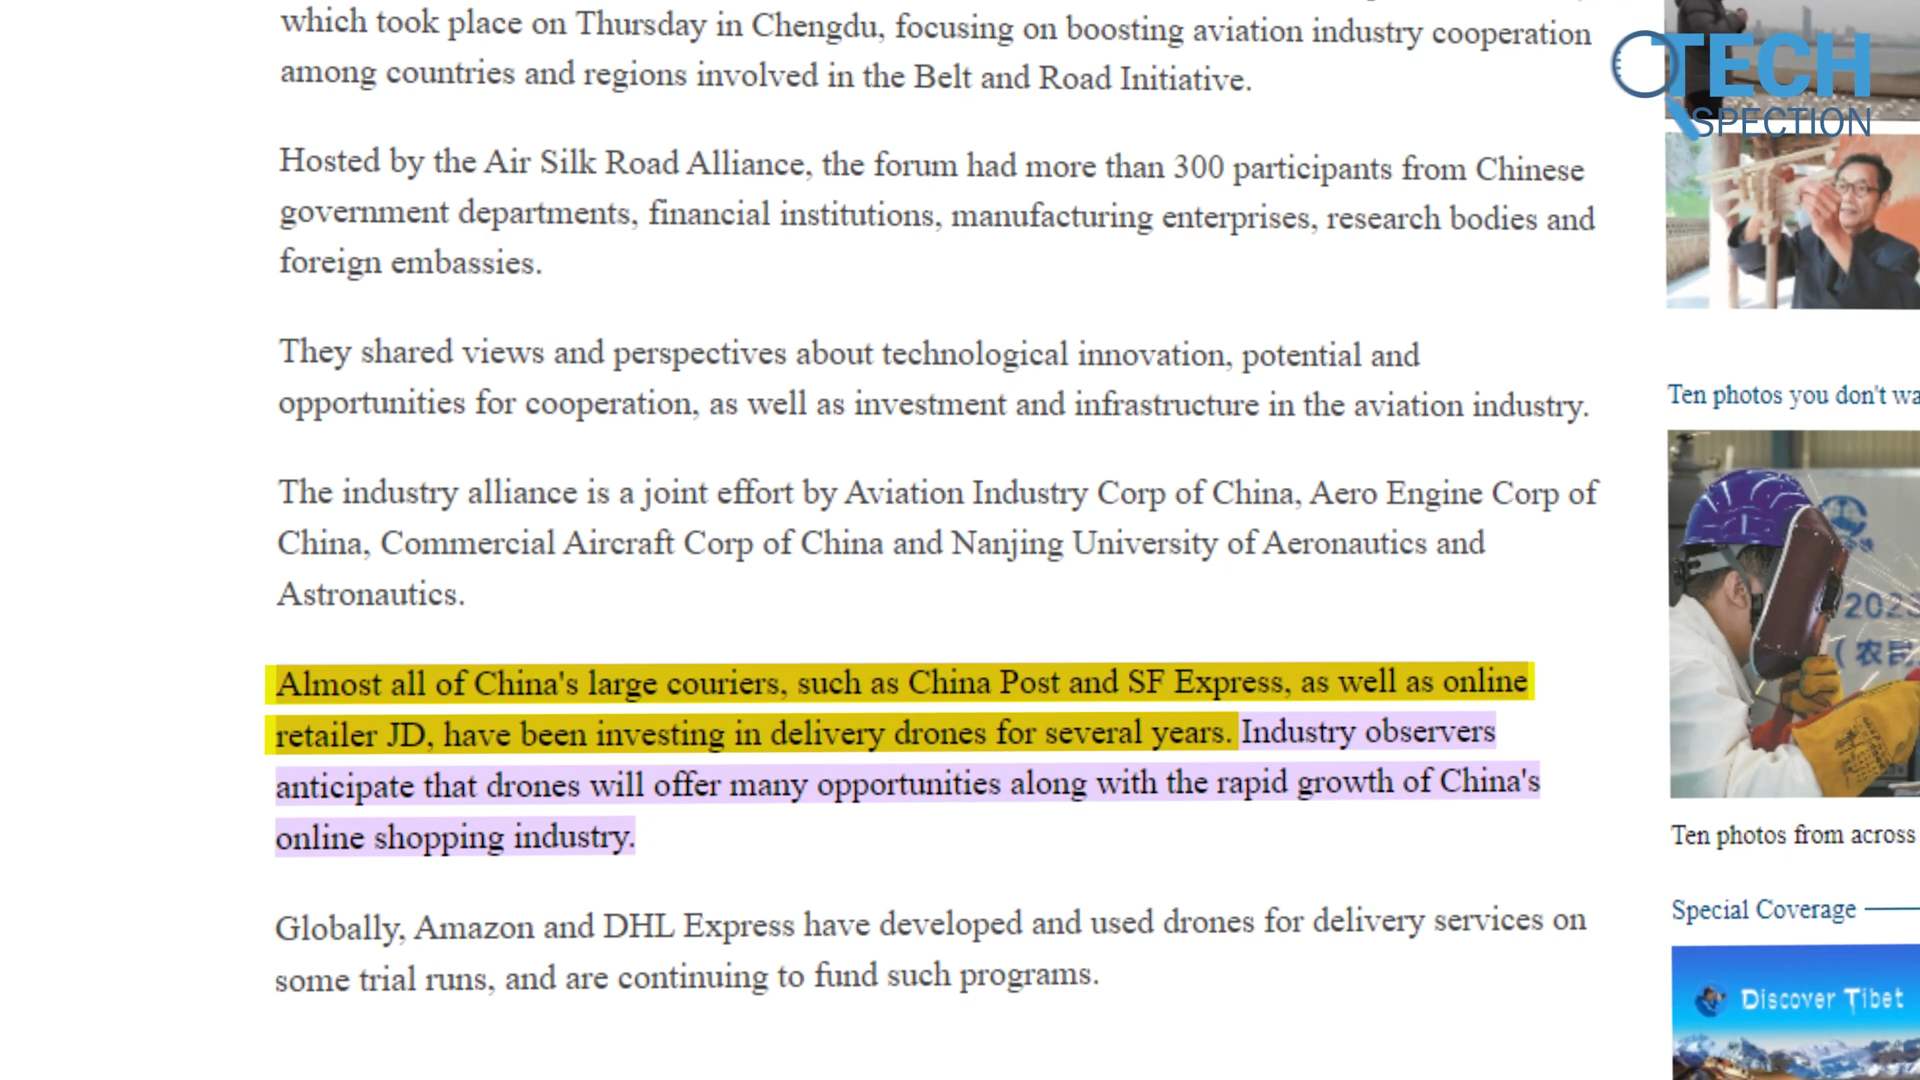 which took place on Thursday in Chengdu, focusing on boosting aviation industry cooperation
among countries and regions involved in the Belt and Road Initiative.
Hosted by the Air Silk Road Alliance, the forum had more than 300 participants from Chinese
government departments, financial institutions, manufacturing enterprises, research bodies and
foreign embassies.
They shared views and perspectives about technological innovation, potential and
opportunities for cooperation, as well as investment and infrastructure in the aviation industry.
The industry alliance is a joint effort by Aviation Industry Corp of China, Aero Engine Corp of
China, Commercial Aircraft Corp of China and Nanjing University of Aeronautics and
Astronautics.
Almost all of China's large couriers, such as China Post and SF Express, as well as online
retailer JD, have been investing in delivery drones for several years. Industry observers
anticipate that drones will offer many opportunities along with the rapid growth of China's
online shopping industry.
Globally, Amazon and DHL Express have developed and used drones for delivery services on
some trial runs, and are continuing to fund such programs.
TECH
SPECTION
Ten photos you don't wa
202
Ten photos from across
Special Coverage
Discover Tibet